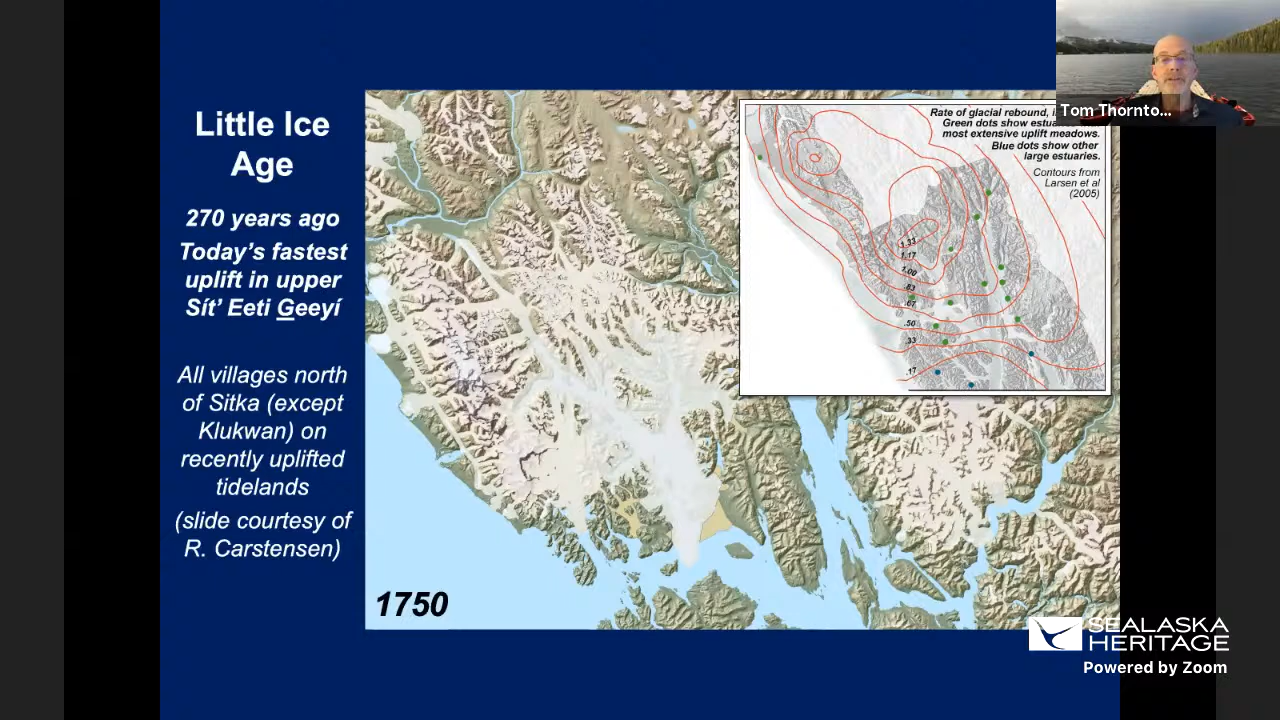 Little Ice
Age
270 years ago
Today's fastest
uplift in upper
Sít' Eeti G̲eeyí
All villages north
of Sitka (except
Klukwan) on
recently uplifted
tidelands
(slide courtesy of
R. Carstensen)
1750
Rate of glacial rebound,
Green dots show
most extensive uplift meadows.
Blue dots show other
large estuaries.
Contours from
Larsen et al
(2005)
1.33
1.17
1.00
.83
.67
.50
.33
.17
Tom Thornto...
SEALASKA
HERITAGE
Powered by Zoom